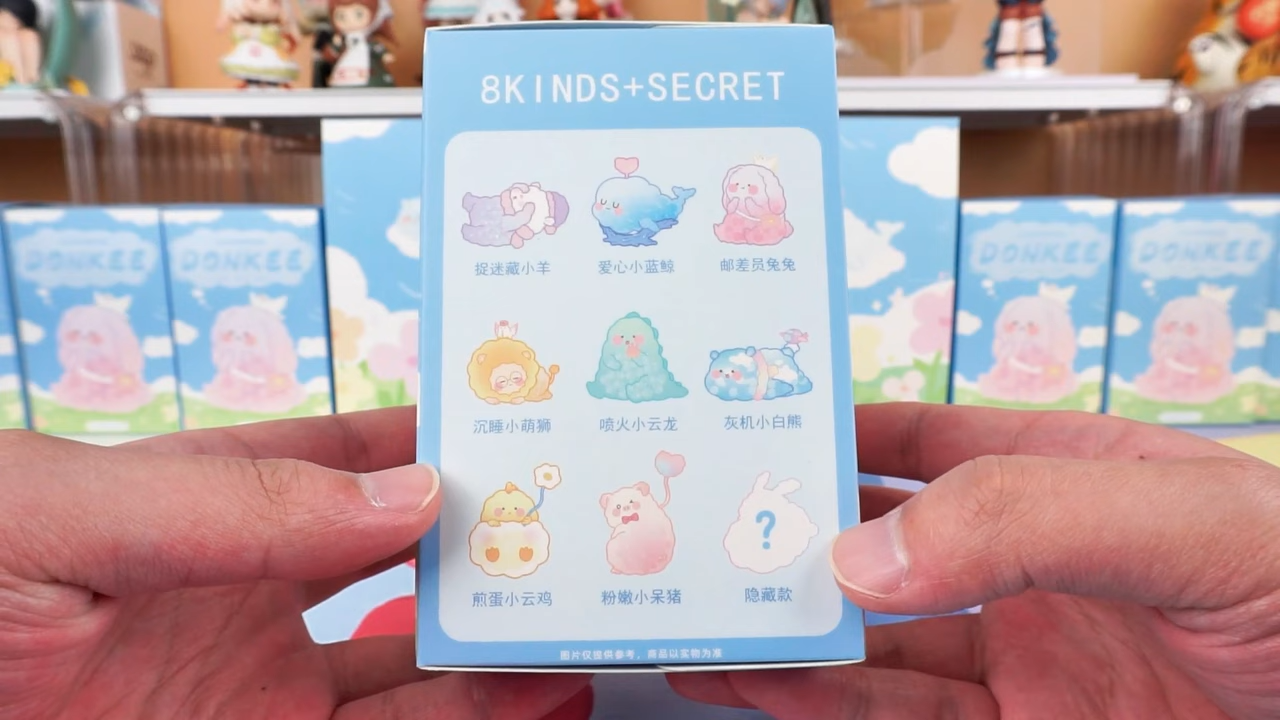 8KINDS+SECRET
捉迷藏小羊 爱心小蓝鲸 邮差员兔兔
沉睡小萌狮 喷火小云龙 灰机小白熊
?
煎蛋小云鸡 粉嫩小呆猪 隐藏款
图片仅提供参考，商品以实物为准
DONKEE DONKEE DONKEE DONKEE